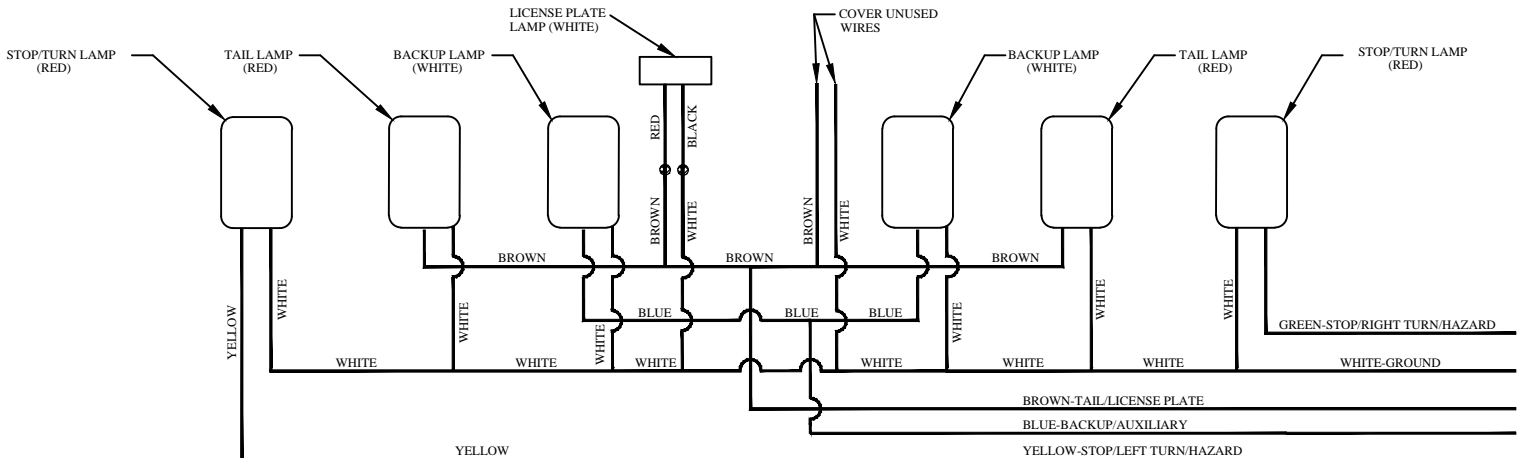 LICENSE PLATE
LAMP (WHITE)
COVER UNUSED
WIRES
STOP/TURN LAMP
(RED)
TAIL LAMP
(RED)
BACKUP LAMP
(WHITE)
BACKUP LAMP
(WHITE)
TAIL LAMP
(RED)
STOP/TURN LAMP
(RED)
RED
BLACK
BROWN
WHITE
BROWN
WHITE
BROWN
BROWN
BROWN
YELLOW
WHITE
WHITE
WHITE
BLUE
BLUE
BLUE
WHITE
WHITE
WHITE
GREEN-STOP/RIGHT TURN/HAZARD
WHITE
WHITE
WHITE
WHITE
WHITE
WHITE
WHITE-GROUND
BROWN-TAIL/LICENSE PLATE
BLUE-BACKUP/AUXILIARY
YELLOW
YELLOW-STOP/LEFT TURN/HAZARD